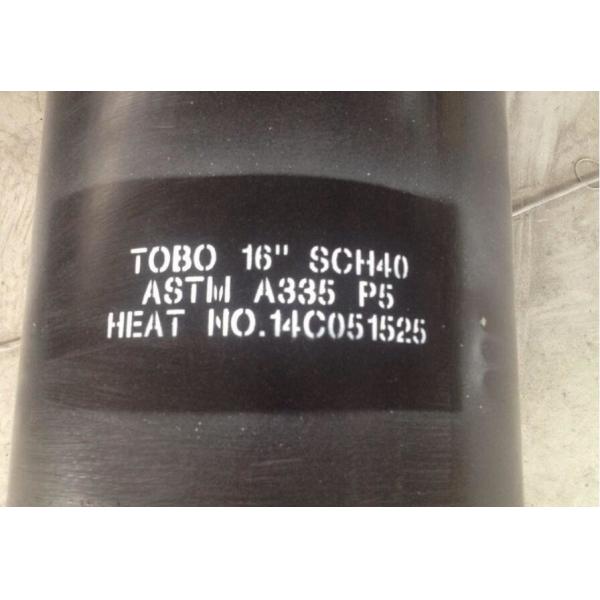 TOBO 16" SCH40
ASTM A335 P5
HEAT NO.14C051525